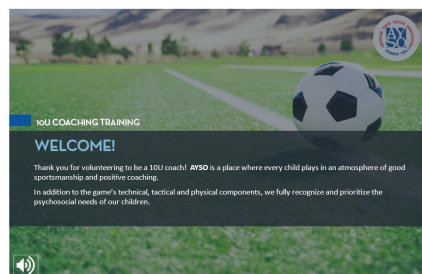 AYSO
10U COACHING TRAINING
WELCOME!
Thank you for volunteering to be a 10U coach! AYSO is a place where every child plays in an atmosphere of good
sportsmanship and positive coaching.
In addition to the game's technical, tactical and physical components, we fully recognize and prioritize the
psychosocial needs of our children.